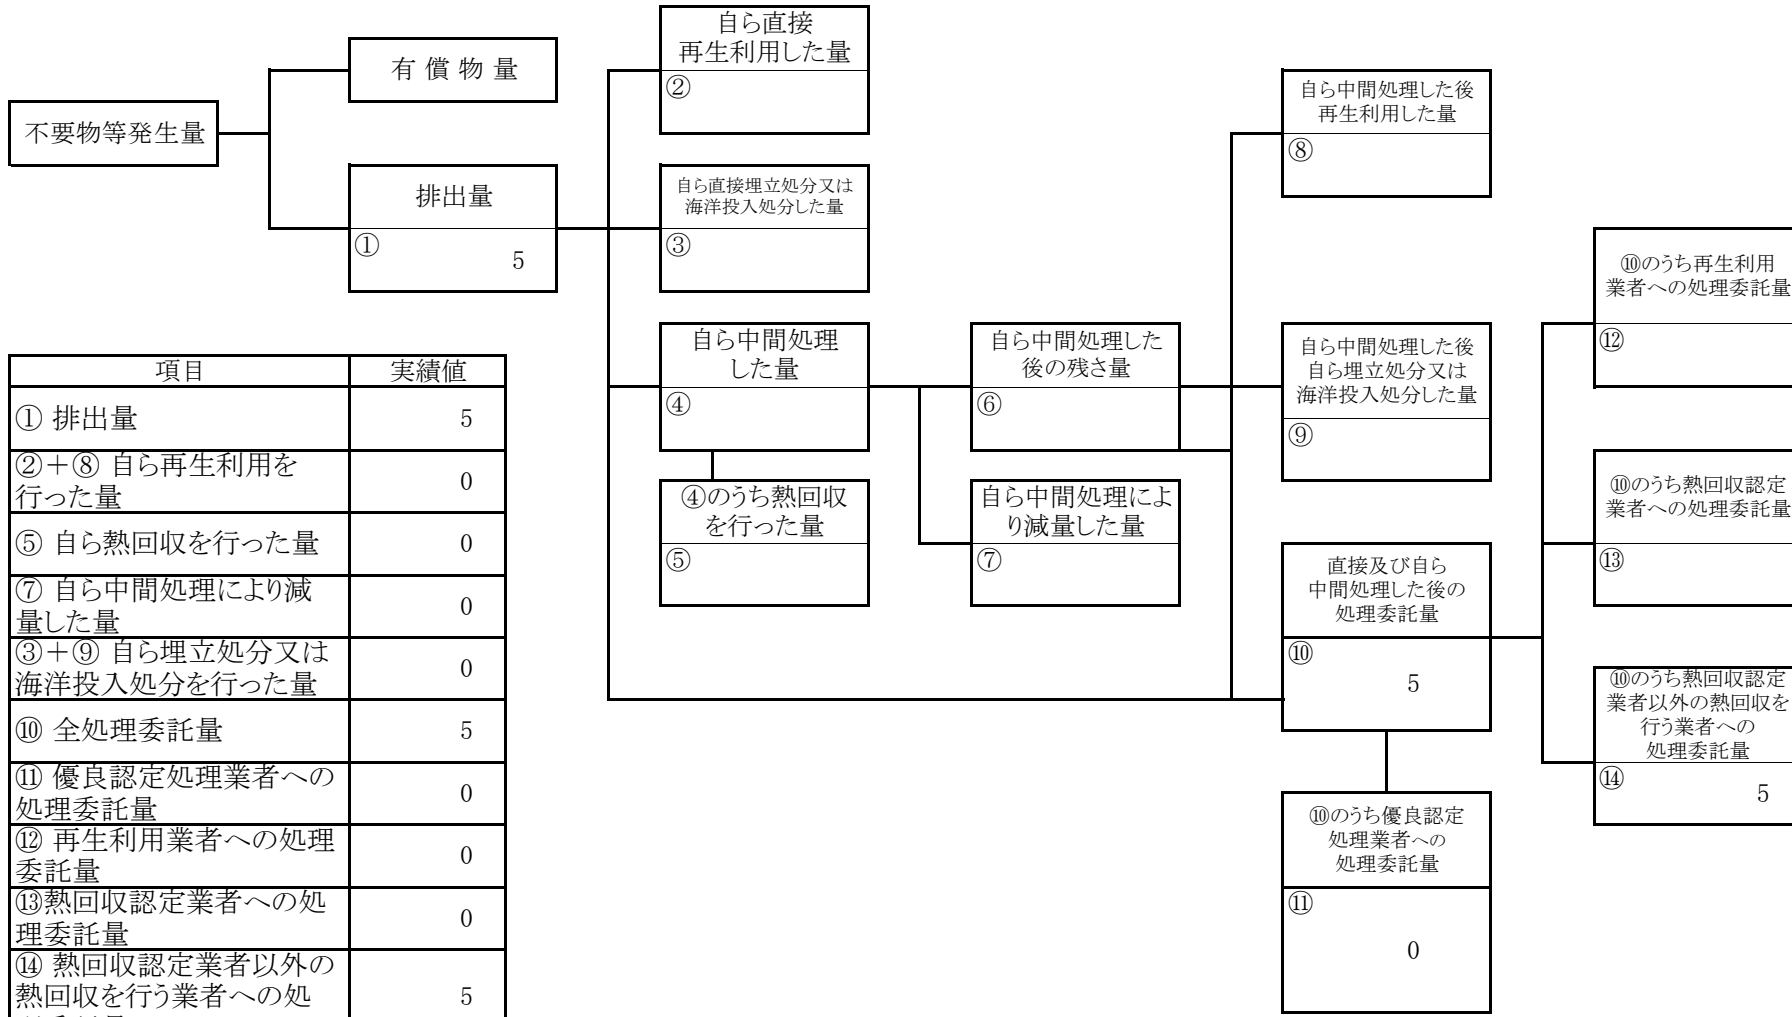 不要物等発生量
有 償 物 量
排出量
①
5
自ら直接
再生利用した量
②
自ら直接埋立処分又は
海洋投入処分した量
③
自ら中間処理
した量
④
④のうち熱回収
を行った量
⑤
自ら中間処理した
後の残さ量
⑥
自ら中間処理によ
り減量した量
⑦
自ら中間処理した後
再生利用した量
⑧
自ら中間処理した後
自ら埋立処分又は
海洋投入処分した量
⑨
直接及び自ら
中間処理した後の
処理委託量
⑩
5
⑩のうち優良認定
処理業者への
処理委託量
⑪
0
⑩のうち再生利用
業者への処理委託量
⑫
⑩のうち熱回収認定
業者への処理委託量
⑬
⑩のうち熱回収認定
業者以外の熱回収を
行う業者への
処理委託量
⑭
5
項目 実績値
① 排出量 5
②＋⑧ 自ら再生利用を
行った量 0
⑤ 自ら熱回収を行った量 0
⑦ 自ら中間処理により減
量した量 0
③＋⑨ 自ら埋立処分又は
海洋投入処分を行った量 0
⑩ 全処理委託量 5
⑪ 優良認定処理業者への
処理委託量 0
⑫ 再生利用業者への処理
委託量 0
⑬熱回収認定業者への処
理委託量 0
⑭ 熱回収認定業者以外の
熱回収を行う業者への処 5